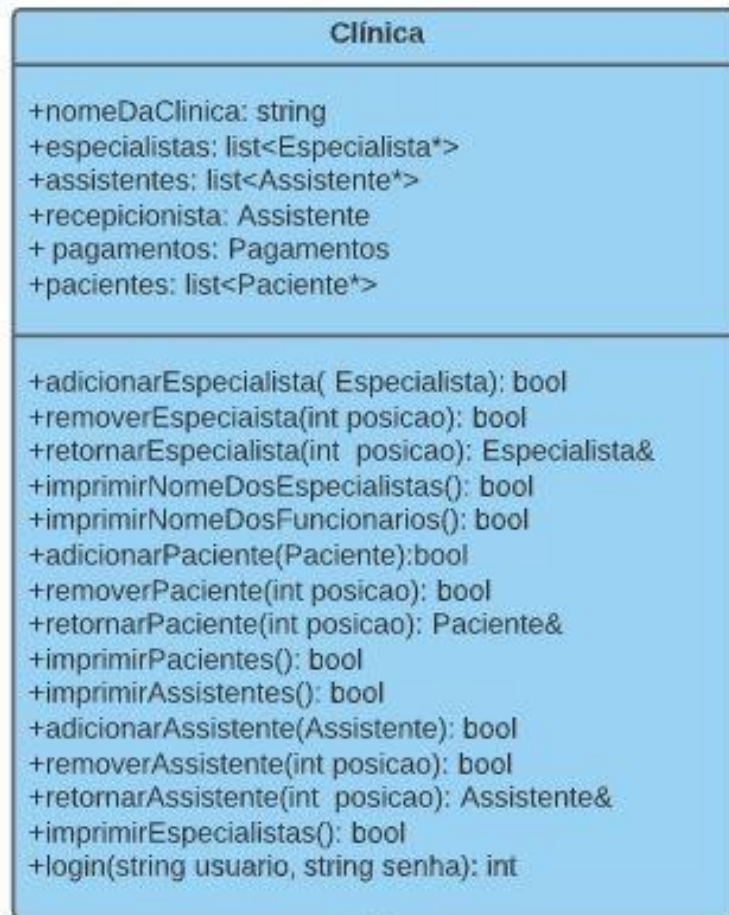 Clínica
+nomeDaClinica: string
+especialistas: list<Especialista*>
+assistentes: list<Assistente*>
+recepicionista: Assistente
+ pagamentos: Pagamentos
+pacientes: list<Paciente*>
+adicionarEspecialista( Especialista): bool
+removerEspeciaista(int posicao): bool
+retornarEspecialista(int  posicao): Especialista&
+imprimirNomeDosEspecialistas(): bool
+imprimirNomeDosFuncionarios(): bool
+adicionarPaciente(Paciente):bool
+removerPaciente(int posicao): bool
+retornarPaciente(int posicao): Paciente&
+imprimirPacientes(): bool
+imprimirAssistentes(): bool
+adicionarAssistente(Assistente): bool
+removerAssistente(int posicao): bool
+retornarAssistente(int  posicao): Assistente&
+imprimirEspecialistas(): bool
+login(string usuario, string senha): int